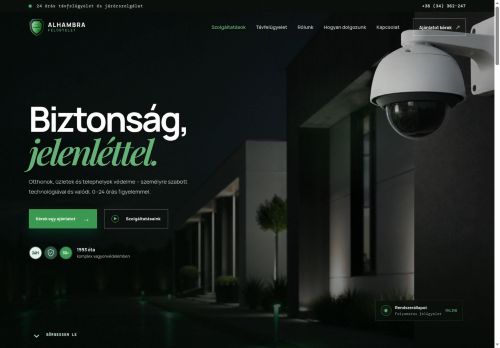 24 órás távfelügyelet és járőrszolgálat
+36 (34) 362-247
ALHAMBRA
FELÜGYELET
Szolgáltatások
Távfelügyelet
Rólunk
Hogyan dolgozunk
Kapcsolat
Ajánlatot kérek
Biztonság,
jelenléttel.
Otthonok, üzletek és telephelyek védelme – személyre szabott
technológiával és valódi, 0–24 órás figyelemmel.
Kérek egy ajánlatot
Szolgáltatásaink
24H
1993 óta
komplex vagyonvédelemben
Rendszerállapot
Folyamatos felügyelet
ONLINE
GÖRGESSEN LE